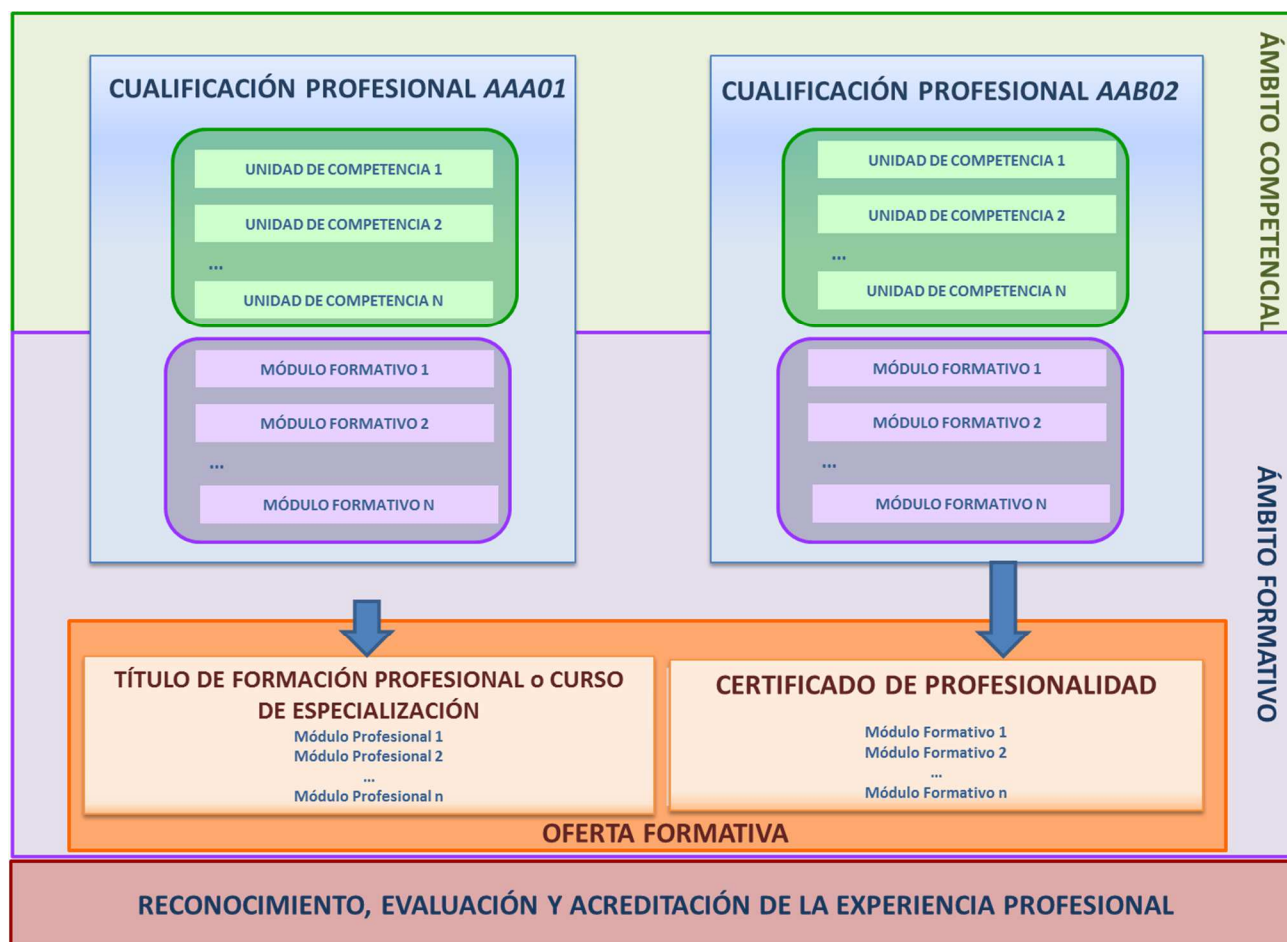 ÁMBITO COMPETENCIAL
CUALIFICACIÓN PROFESIONAL AAA01
UNIDAD DE COMPETENCIA 1
UNIDAD DE COMPETENCIA 2
...
UNIDAD DE COMPETENCIA N
MÓDULO FORMATIVO 1
MÓDULO FORMATIVO 2
...
MÓDULO FORMATIVO N
CUALIFICACIÓN PROFESIONAL AAB02
UNIDAD DE COMPETENCIA 1
UNIDAD DE COMPETENCIA 2
...
UNIDAD DE COMPETENCIA N
MÓDULO FORMATIVO 1
MÓDULO FORMATIVO 2
...
MÓDULO FORMATIVO N
ÁMBITO FORMATIVO
TÍTULO DE FORMACIÓN PROFESIONAL o CURSO
DE ESPECIALIZACIÓN
Módulo Profesional 1
Módulo Profesional 2
...
Módulo Profesional n
CERTIFICADO DE PROFESIONALIDAD
Módulo Formativo 1
Módulo Formativo 2
...
Módulo Formativo n
OFERTA FORMATIVA
RECONOCIMIENTO, EVALUACIÓN Y ACREDITACIÓN DE LA EXPERIENCIA PROFESIONAL